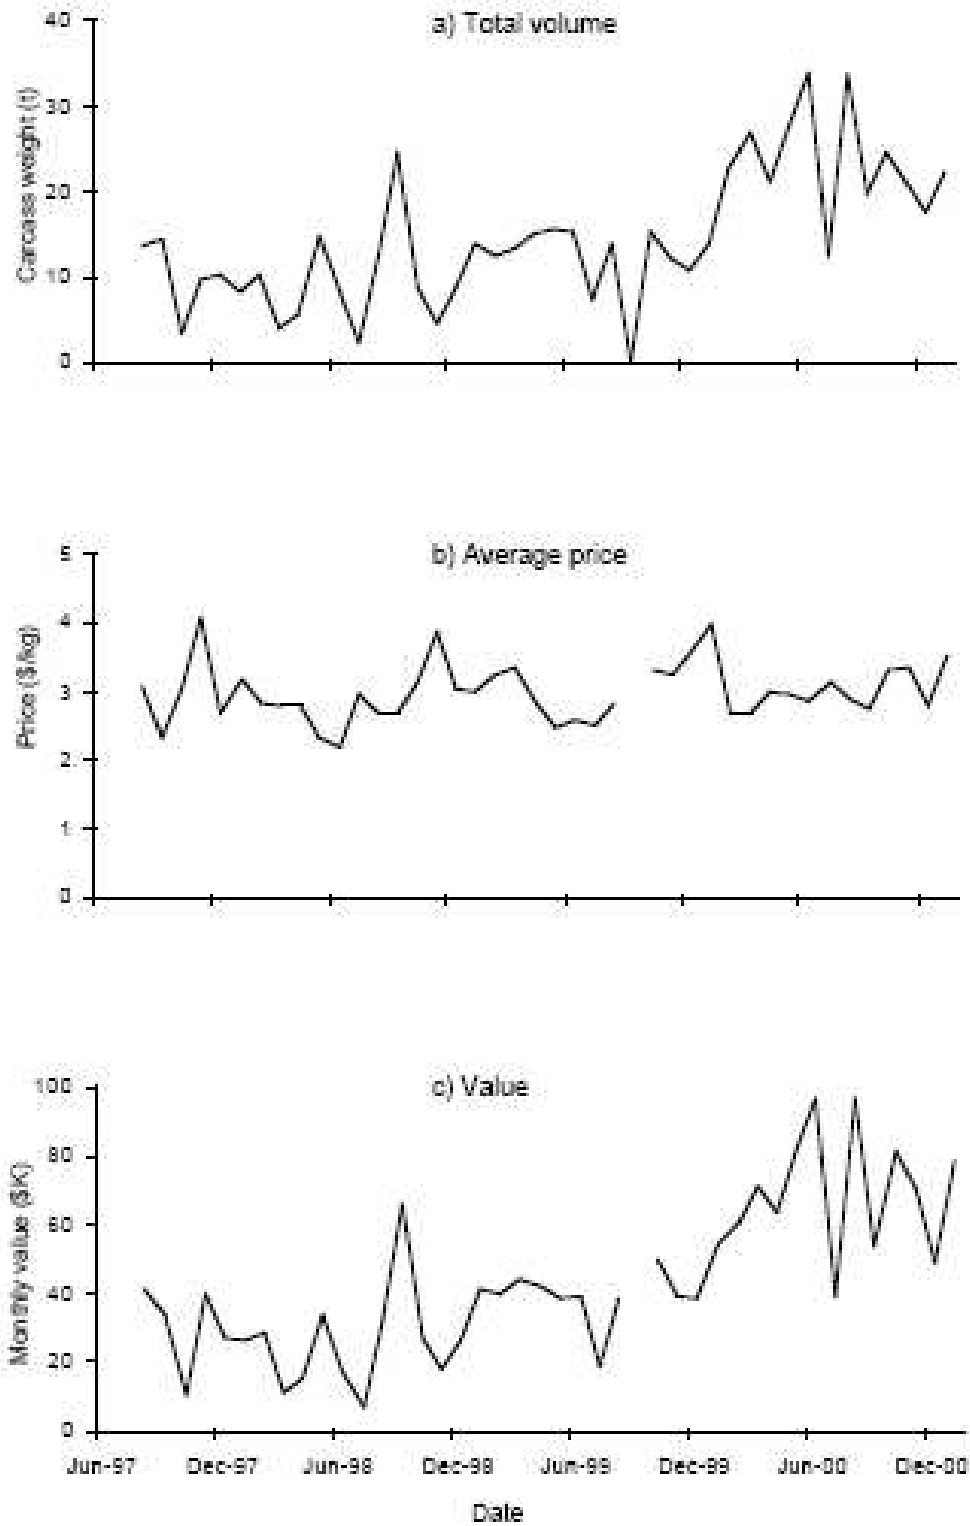 a) Total volume
40
30
20
10
0
Carcass weight (t)
b) Average price
5
4
3
2
1
0
Price ($/kg)
c) Value
100
80
60
40
20
0
Monthly value ($K)
Jun-97 Dec-97 Jun-98 Dec-98 Jun-99 Dec-99 Jun-00 Dec-00
Date